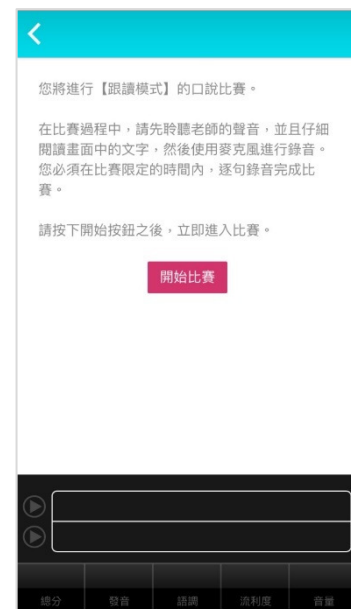 您將進行【跟讀模式】的口說比賽。
在比賽過程中，請先聆聽老師的聲音，並且仔細
閱讀畫面中的文字，然後使用麥克風進行錄音。
您必須在比賽限定的時間內，逐句錄音完成比
賽。
請按下開始按鈕之後，立即進入比賽。
開始比賽
總分 發音 語調 流利度 音量